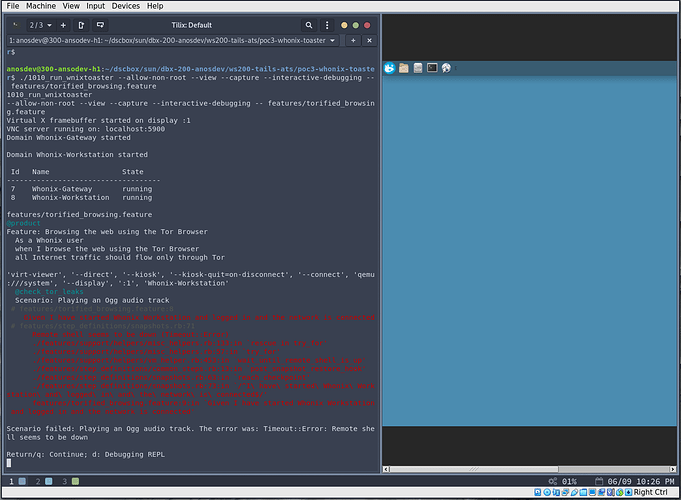 File Machine View Input Devices Help
2 / 3
Tilix: Default
1: anosdev@300-ansodev-h1: ~/dscbox/sun/dbx-200-anosdev/ws200-tails-ats/poc3-whonix-toaster
r$
anosdev@300-ansodev-h1:~/dscbox/sun/dbx-200-anosdev/ws200-tails-ats/poc3-whonix-toaste
r$ ./1010_run_wnixtoaster --allow-non-root --view --capture --interactive-debugging --
features/torified_browsing.feature
1010_run_wnixtoaster
--allow-non-root --view --capture --interactive-debugging -- features/torified_browsin
g.feature
Virtual X framebuffer started on display :1
VNC server running on: localhost:5900
Domain Whonix-Gateway started
Domain Whonix-Workstation started
Id Name State
------------------------------------
7 Whonix-Gateway running
8 Whonix-Workstation running
features/torified_browsing.feature
@product
Feature: Browsing the web using the Tor Browser
As a Whonix user
when I browse the web using the Tor Browser
all Internet traffic should flow only through Tor
'virt-viewer', '--direct', '--kiosk', '--kiosk-quit=on-disconnect', '--connect', 'qemu
:///system', '--display', ':1', 'Whonix-Workstation'
@check_tor_leaks
Scenario: Playing an Ogg audio track
Scenario failed: Playing an Ogg audio track. The error was: Timeout::Error: Remote she
ll seems to be down
Return/q: Continue; d: Debugging REPL
1 2 3
01%
06/09 10:26 PM
Right Ctrl